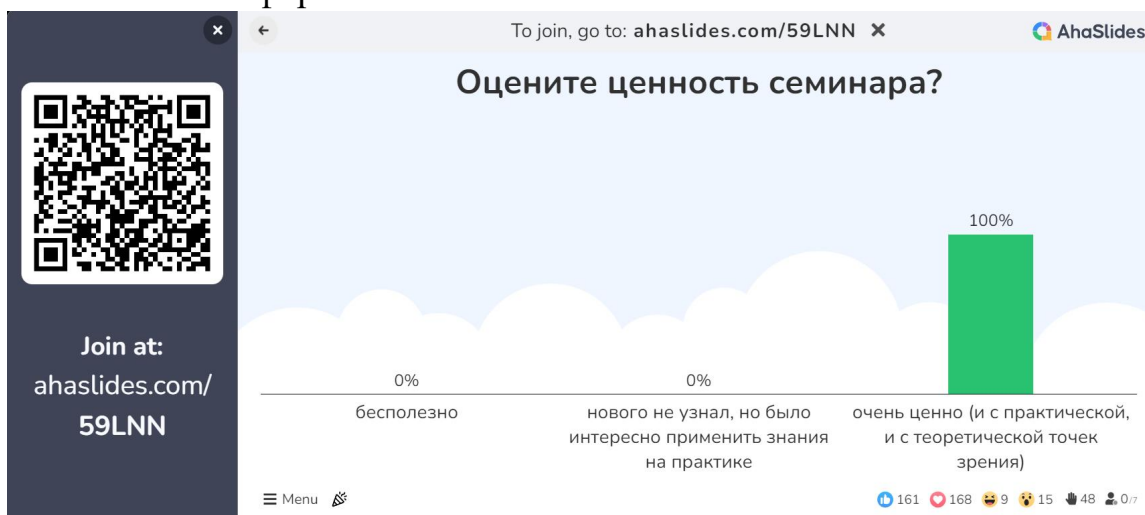 To join, go to: ahaslides.com/59LNN
AhaSlides
Оцените ценность семинара?
Join at:
ahaslides.com/
59LNN
100%
0%
0%
бесполезно
нового не узнал, но было
интересно применить знания
на практике
очень ценно (и с практической,
и с теоретической точек
зрения)
Menu
161 168 9 15 48 0/7